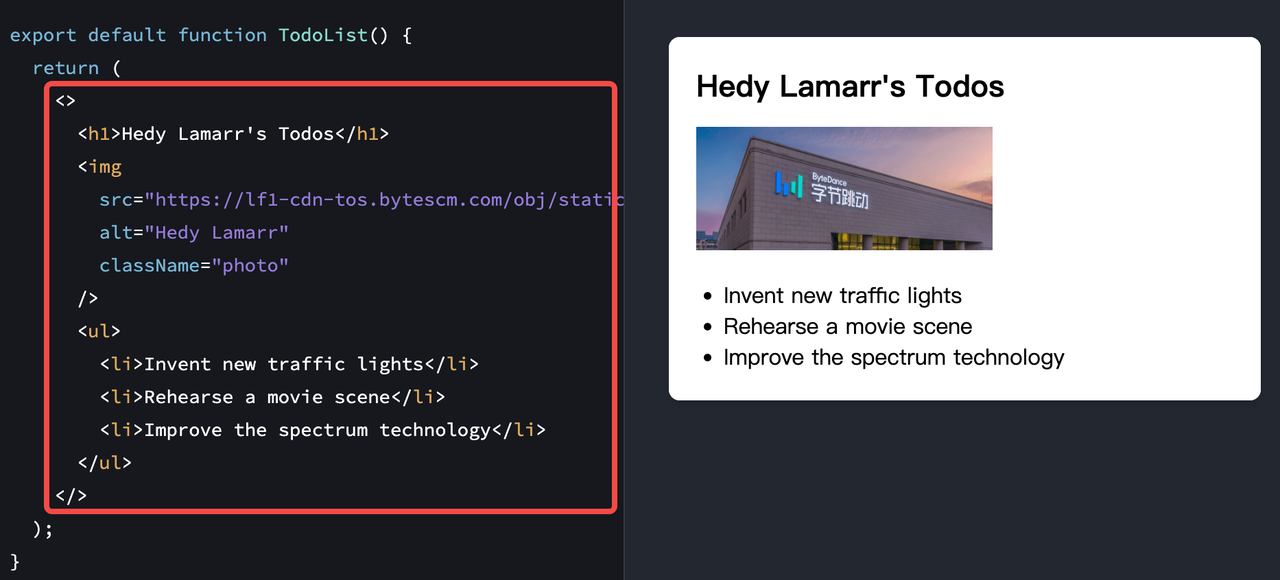 export default function TodoList() {
return (
<>
<h1>Hedy Lamarr's Todos</h1>
<img
src="https://lf1-cdn-tos.bytescm.com/obj/static
alt="Hedy Lamarr"
className="photo"
/>
<ul>
<li>Invent new traffic lights</li>
<li>Rehearse a movie scene</li>
<li>Improve the spectrum technology</li>
</ul>
</>
);
}
Hedy Lamarr's Todos
ByteDance
字节跳动
• Invent new traffic lights
• Rehearse a movie scene
• Improve the spectrum technology